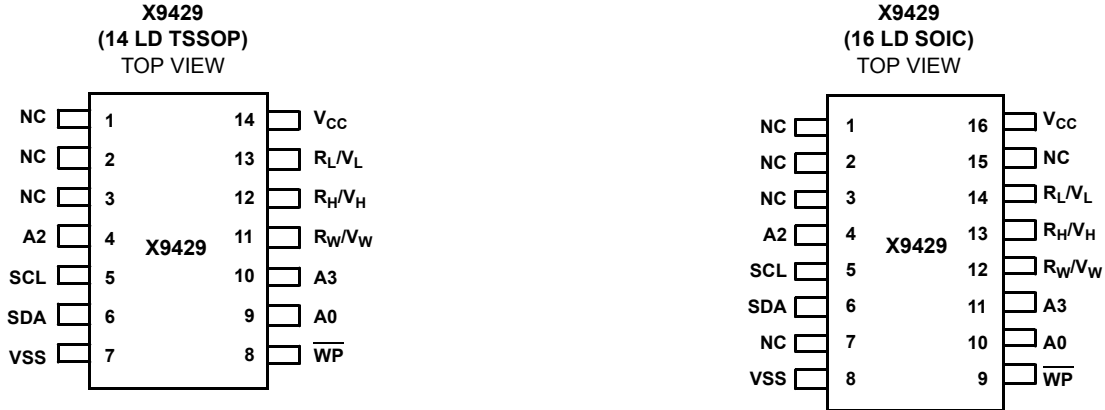 X9429
(14 LD TSSOP)
TOP VIEW
NC 1 14 VCC
NC 2 13 RL/VL
NC 3 12 RH/VH
A2 4 11 RW/VW
X9429
SCL 5 10 A3
SDA 6 9 A0
VSS 7 8 W̅P̅
X9429
(16 LD SOIC)
TOP VIEW
NC 1 16 VCC
NC 2 15 NC
NC 3 14 RL/VL
A2 4 13 RH/VH
X9429
SCL 5 12 RW/VW
SDA 6 11 A3
NC 7 10 A0
VSS 8 9 W̅P̅